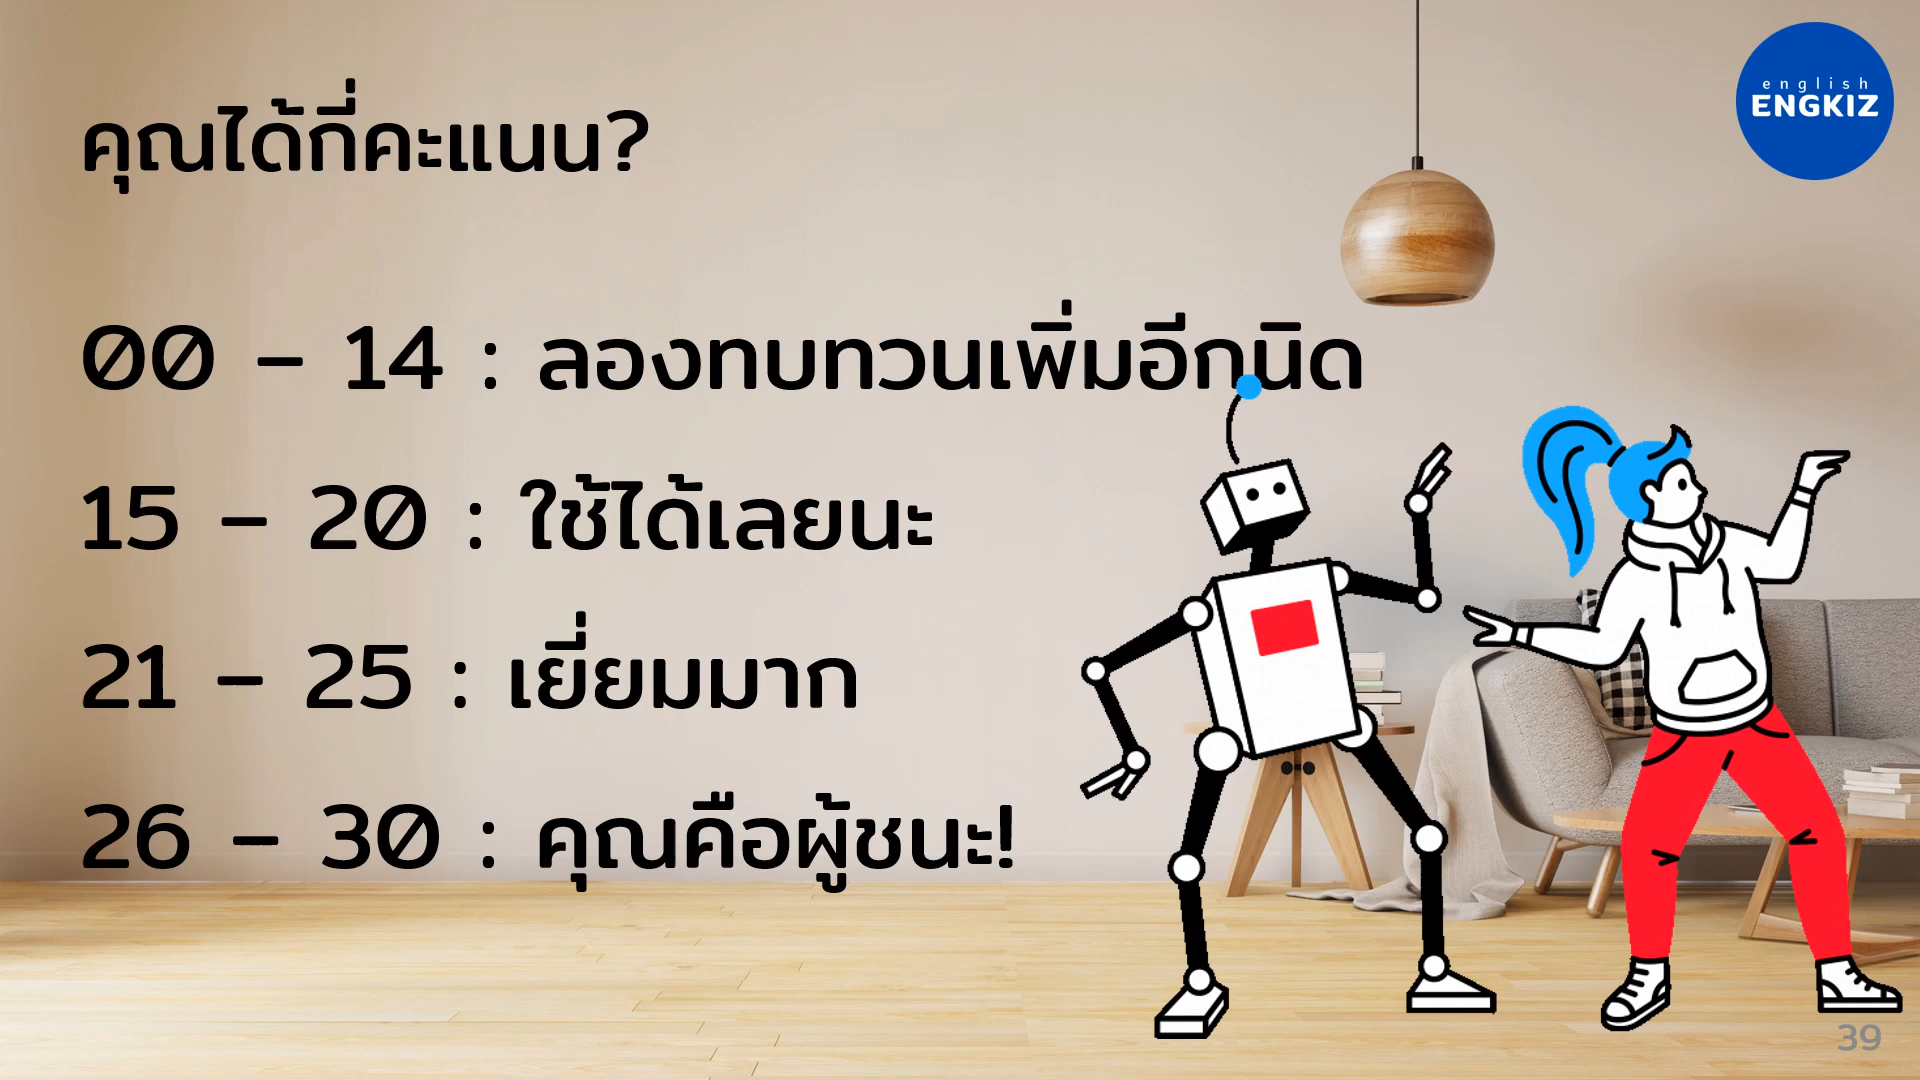 english
ENGKIZ
คุณได้กี่คะแนน?
00 – 14 : ลองทบทวนเพิ่มอีกนิด
15 – 20 : ใช้ได้เลยนะ
21 – 25 : เยี่ยมมาก
26 – 30 : คุณคือผู้ชนะ!
39